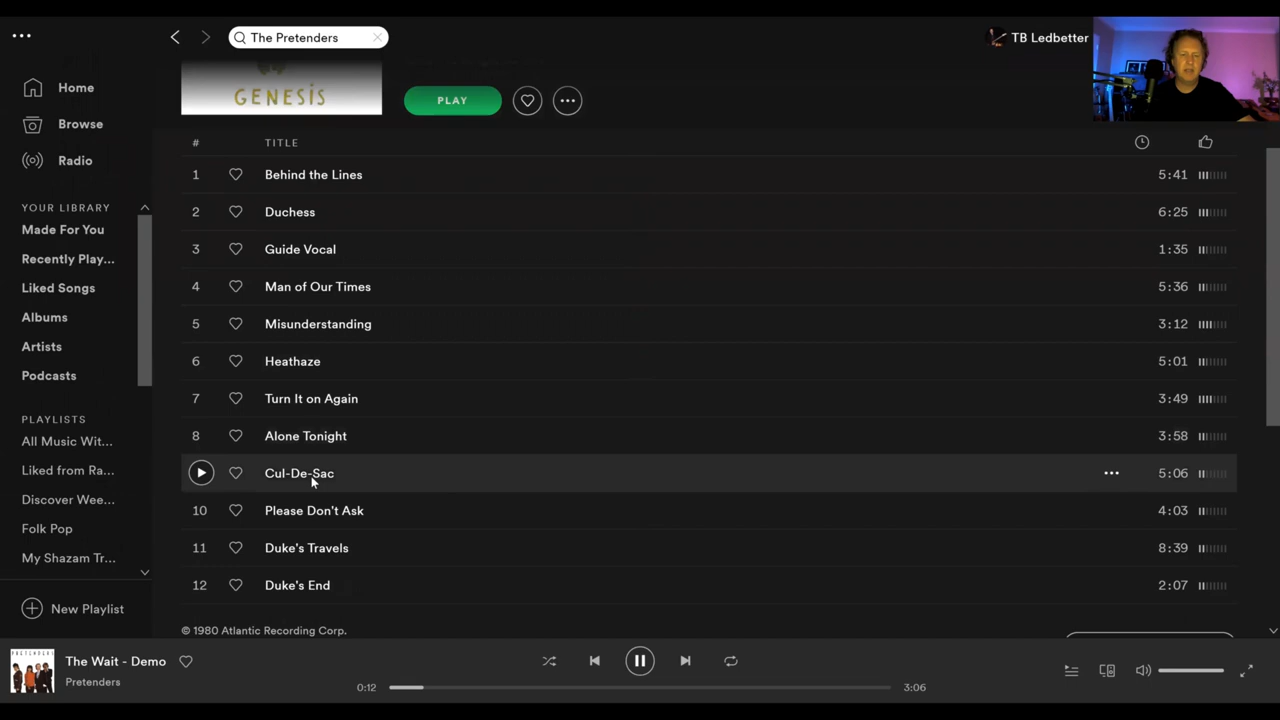 The Pretenders
TB Ledbetter
Home
Browse
Radio
YOUR LIBRARY
Made For You
Recently Play...
Liked Songs
Albums
Artists
Podcasts
PLAYLISTS
All Music Wit...
Liked from Ra...
Discover Wee...
Folk Pop
My Shazam Tr...
New Playlist
GENESIS
PLAY
# TITLE
1 Behind the Lines 5:41
2 Duchess 6:25
3 Guide Vocal 1:35
4 Man of Our Times 5:36
5 Misunderstanding 3:12
6 Heathaze 5:01
7 Turn It on Again 3:49
8 Alone Tonight 3:58
Cul-De-Sac 5:06
10 Please Don't Ask 4:03
11 Duke's Travels 8:39
12 Duke's End 2:07
© 1980 Atlantic Recording Corp.
PRETENDERS
The Wait - Demo
Pretenders
0:12
3:06